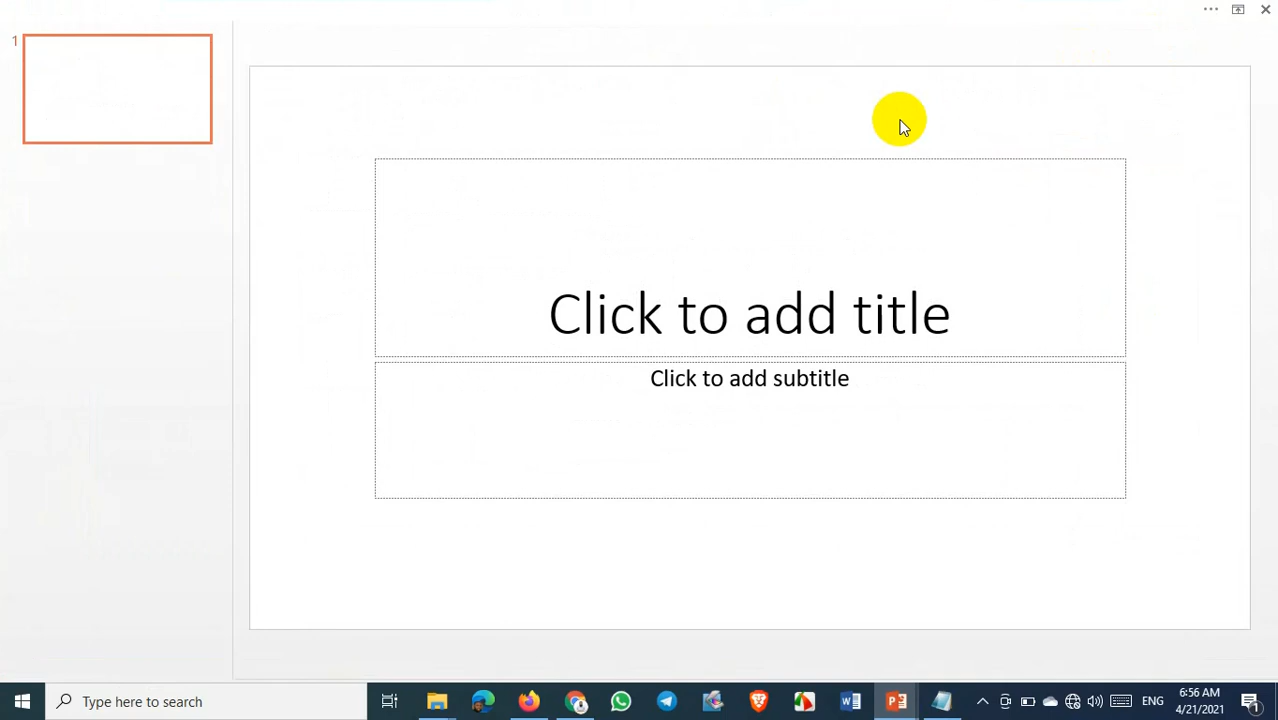 1
Click to add title
Click to add subtitle
Type here to search
ENG
6:56 AM
4/21/2021
1